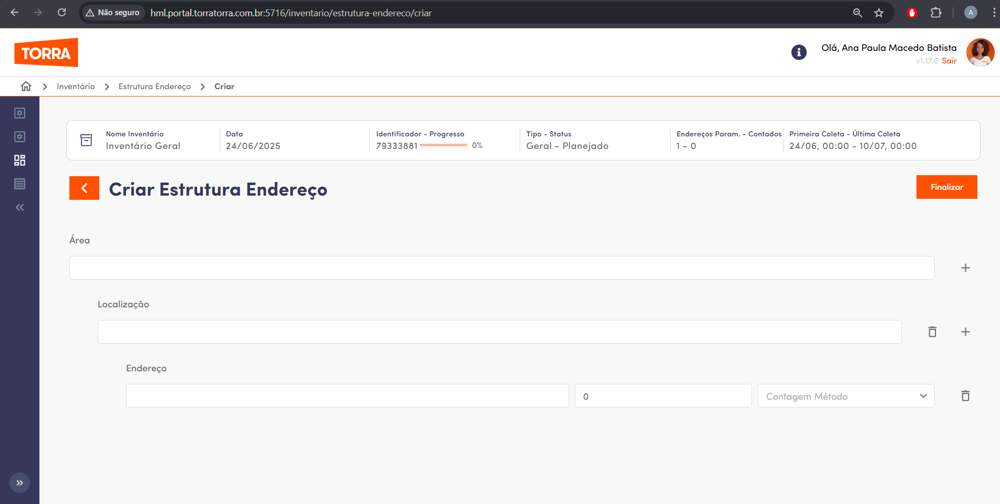 Não seguro
hml.portal.torratorra.com.br:5716/inventario/estrutura-endereco/criar
A
TORRA
Olá, Ana Paula Macedo Batista
v1.17.0 Sair
Inventário
Estrutura Endereço
Criar
Nome Inventário
Inventário Geral
Data
24/06/2025
Identificador - Progresso
79333881 0%
Tipo - Status
Geral - Planejado
Endereços Param. - Contados
1 - 0
Primeira Coleta - Última Coleta
24/06, 00:00 - 10/07, 00:00
Criar Estrutura Endereço
Finalizar
Área
Localização
Endereço
0
Contagem Método